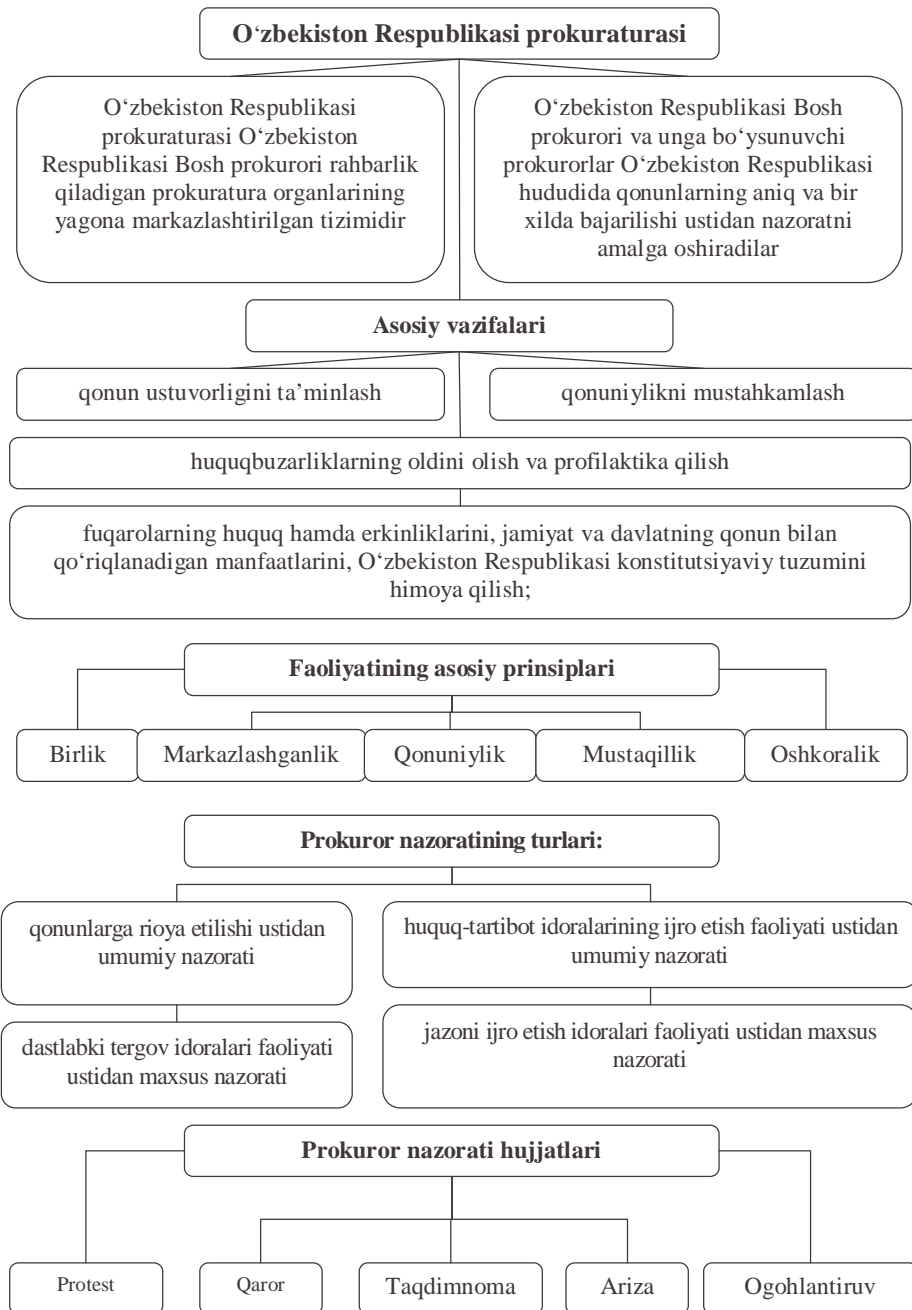 O‘zbekiston Respublikasi prokuraturasi
O‘zbekiston Respublikasi
prokuraturasi O‘zbekiston
Respublikasi Bosh prokurori rahbarlik
qiladigan prokuratura organlarining
yagona markazlashtirilgan tizimidir
O‘zbekiston Respublikasi Bosh
prokurori va unga bo‘ysunuvchi
prokurorlar O‘zbekiston Respublikasi
hududida qonunlarning aniq va bir
xilda bajarilishi ustidan nazoratni
amalga oshiradilar
Asosiy vazifalari
qonun ustuvorligini ta’minlash
qonuniylikni mustahkamlash
huquqbuzarliklarning oldini olish va profilaktika qilish
fuqarolarning huquq hamda erkinliklarini, jamiyat va davlatning qonun bilan
qo‘riqlanadigan manfaatlarini, O‘zbekiston Respublikasi konstitutsiyaviy tuzumini
himoya qilish;
Faoliyatining asosiy prinsiplari
Birlik
Markazlashganlik
Qonuniylik
Mustaqillik
Oshkoralik
Prokuror nazoratining turlari:
qonunlarga rioya etilishi ustidan
umumiy nazorati
huquq-tartibot idoralarining ijro etish faoliyati ustidan
umumiy nazorati
dastlabki tergov idoralari faoliyati
ustidan maxsus nazorati
jazoni ijro etish idoralari faoliyati ustidan maxsus
nazorati
Prokuror nazorati hujjatlari
Protest
Qaror
Taqdimnoma
Ariza
Ogohlantiruv